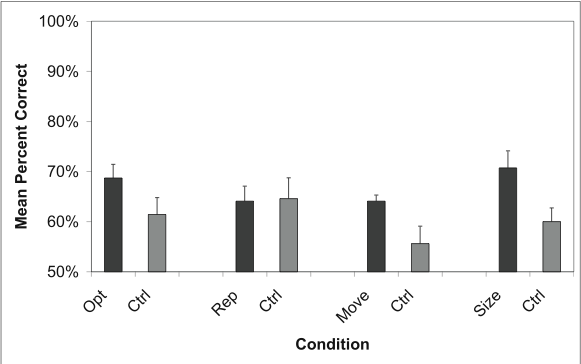 100%
90%
80%
70%
60%
50%
Mean Percent Correct
Opt Ctrl Rep Ctrl Move Ctrl Size Ctrl
Condition